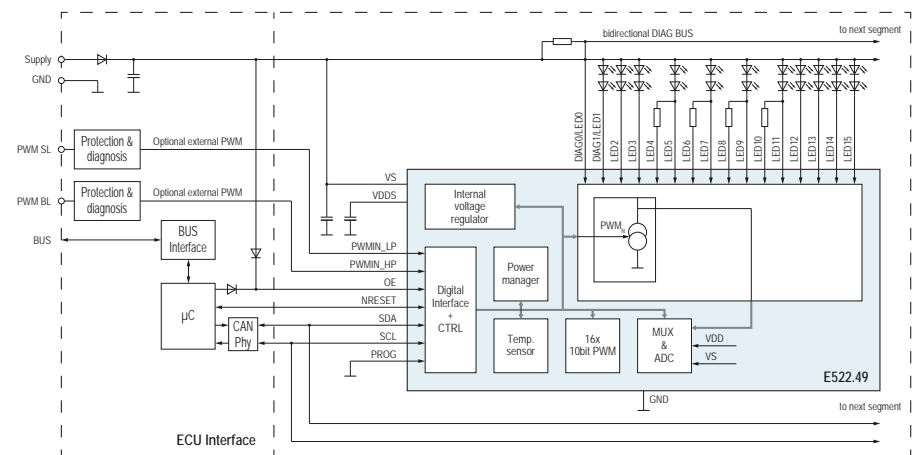 to next segment
bidirectional DIAG BUS
Supply
GND
DIAG0/LED0
DIAG1/LED1
LED2
LED3
LED4
LED5
LED6
LED7
LED8
LED9
LED10
LED11
LED12
LED13
LED14
LED15
PWM SL
Protection &
diagnosis
Optional external PWM
PWM BL
Protection &
diagnosis
Optional external PWM
BUS
BUS
Interface
µC
CAN
Phy
VS
VDDS
PWMIN_LP
PWMIN_HP
OE
NRESET
SDA
SCL
PROG
Internal
voltage
regulator
PWMN
Digital
Interface
+
CTRL
Power
manager
Temp.
sensor
16x
10bit PWM
MUX
&
ADC
VDD
VS
E522.49
GND
to next segment
ECU Interface